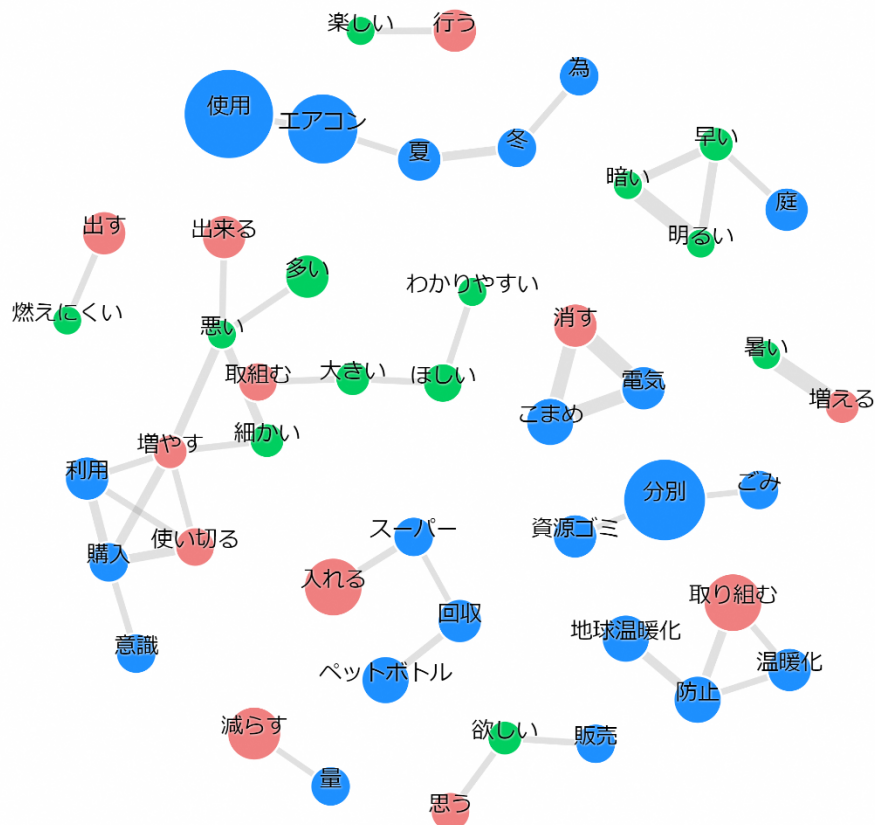 楽しい
行う
為
使用
エアコン
夏
冬
早い
暗い
庭
明るい
出す
出来る
多い
わかりやすい
燃えにくい
悪い
消す
取組む
大きい
ほしい
電気
暑い
こまめ
増える
増やす
細かい
利用
分別
ごみ
資源ゴミ
スーパー
使い切る
購入
入れる
取り組む
回収
地球温暖化
意識
ペットボトル
温暖化
防止
減らす
欲しい
販売
量
思う